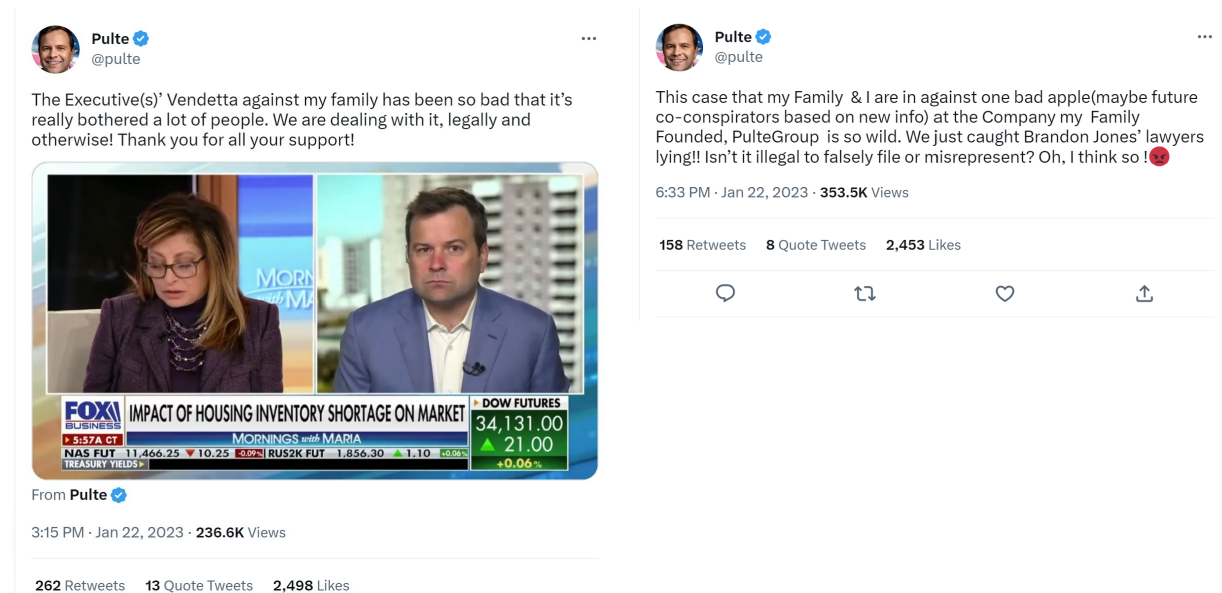 Pulte
@pulte
The Executive(s)’ Vendetta against my family has been so bad that it’s
really bothered a lot of people. We are dealing with it, legally and
otherwise! Thank you for all your support!
MORN
with MA
FOX
BUSINESS
5:57A CT
IMPACT OF HOUSING INVENTORY SHORTAGE ON MARKET
MORNINGS with MARIA
DOW FUTURES
34,131.00
▲ 21.00
+0.06%
NAS FUT 11,466.25 ▼ 10.25 -0.09% RUS2K FUT 1,856.30 ▲ 1.10 +0.06%
TREASURY YIELDS
From Pulte
3:15 PM · Jan 22, 2023 · 236.6K Views
262 Retweets 13 Quote Tweets 2,498 Likes
Pulte
@pulte
This case that my Family & I are in against one bad apple(maybe future
co-conspirators based on new info) at the Company my Family
Founded, PulteGroup is so wild. We just caught Brandon Jones’ lawyers
lying!! Isn’t it illegal to falsely file or misrepresent? Oh, I think so !😡
6:33 PM · Jan 22, 2023 · 353.5K Views
158 Retweets 8 Quote Tweets 2,453 Likes